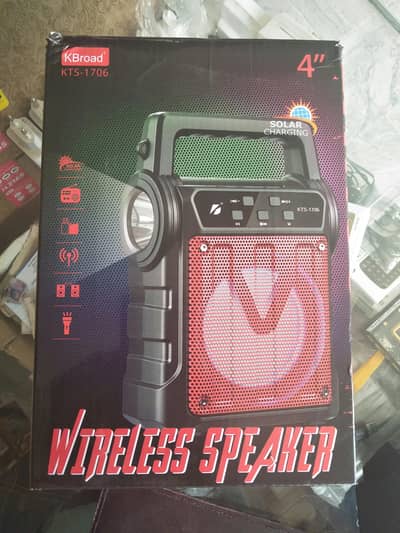 KBroad
KTS-1706
4"
SOLAR
CHARGING
KTS-1706
WIRELESS SPEAKER